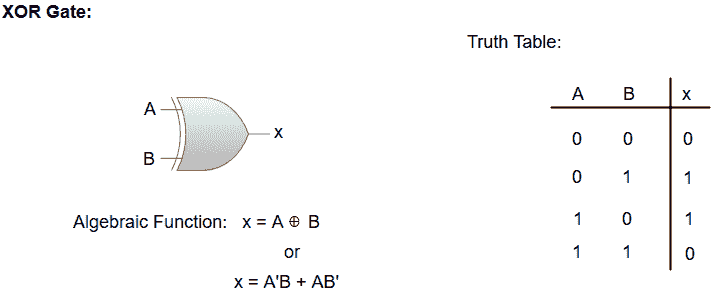 XOR Gate:
Truth Table:
A
B
x
Algebraic Function: x = A ⊕ B
or
x = A'B + AB'
A B x
0 0 0
0 1 1
1 0 1
1 1 0